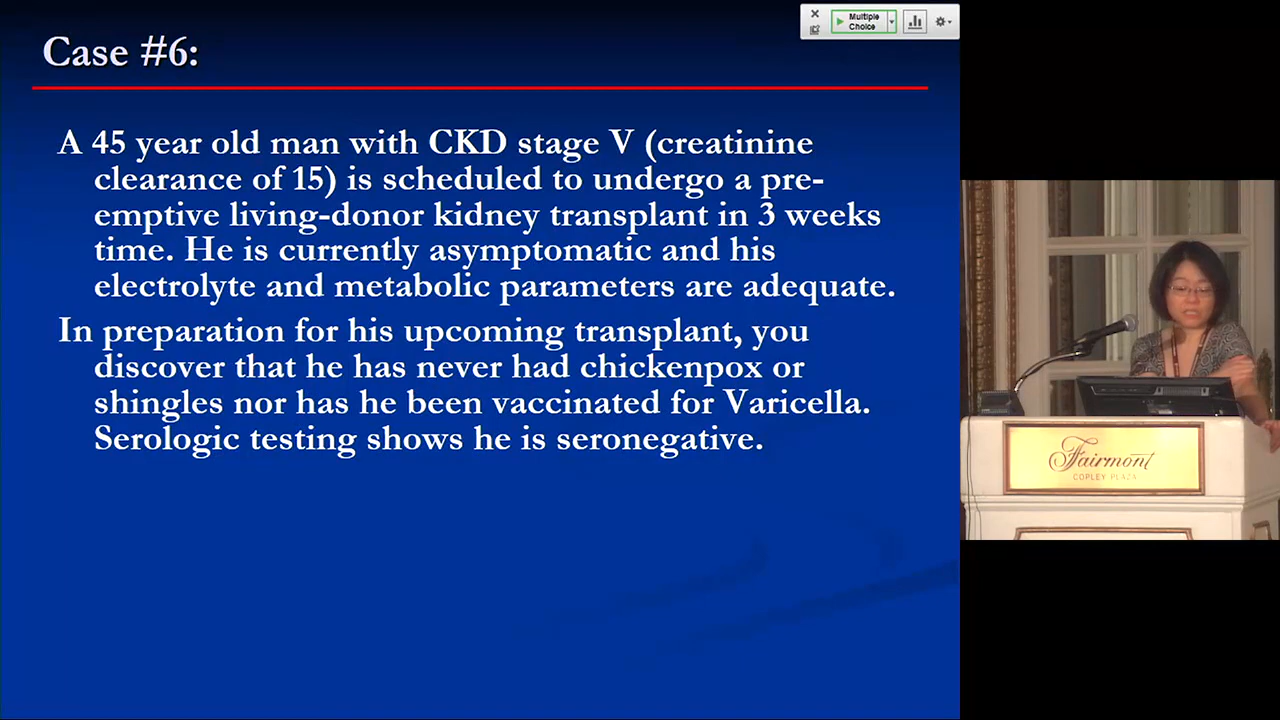 Multiple
Choice
Case #6:
A 45 year old man with CKD stage V (creatinine
clearance of 15) is scheduled to undergo a pre-
emptive living-donor kidney transplant in 3 weeks
time. He is currently asymptomatic and his
electrolyte and metabolic parameters are adequate.
In preparation for his upcoming transplant, you
discover that he has never had chickenpox or
shingles nor has he been vaccinated for Varicella.
Serologic testing shows he is seronegative.
Fairmont
COPLEY PLAZA